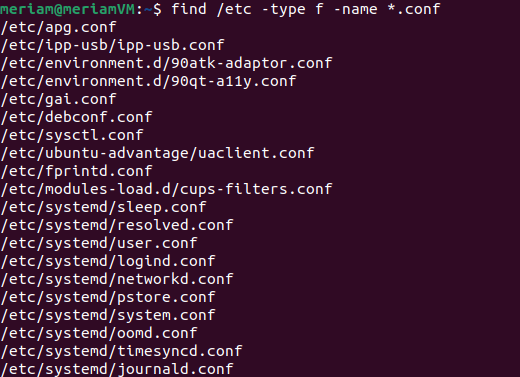 meriam@meriamVM:~$ find /etc -type f -name *.conf
/etc/apg.conf
/etc/ipp-usb/ipp-usb.conf
/etc/environment.d/90atk-adaptor.conf
/etc/environment.d/90qt-a11y.conf
/etc/gai.conf
/etc/debconf.conf
/etc/sysctl.conf
/etc/ubuntu-advantage/uaclient.conf
/etc/fprintd.conf
/etc/modules-load.d/cups-filters.conf
/etc/systemd/sleep.conf
/etc/systemd/resolved.conf
/etc/systemd/user.conf
/etc/systemd/logind.conf
/etc/systemd/networkd.conf
/etc/systemd/pstore.conf
/etc/systemd/system.conf
/etc/systemd/oomd.conf
/etc/systemd/timesyncd.conf
/etc/systemd/journald.conf